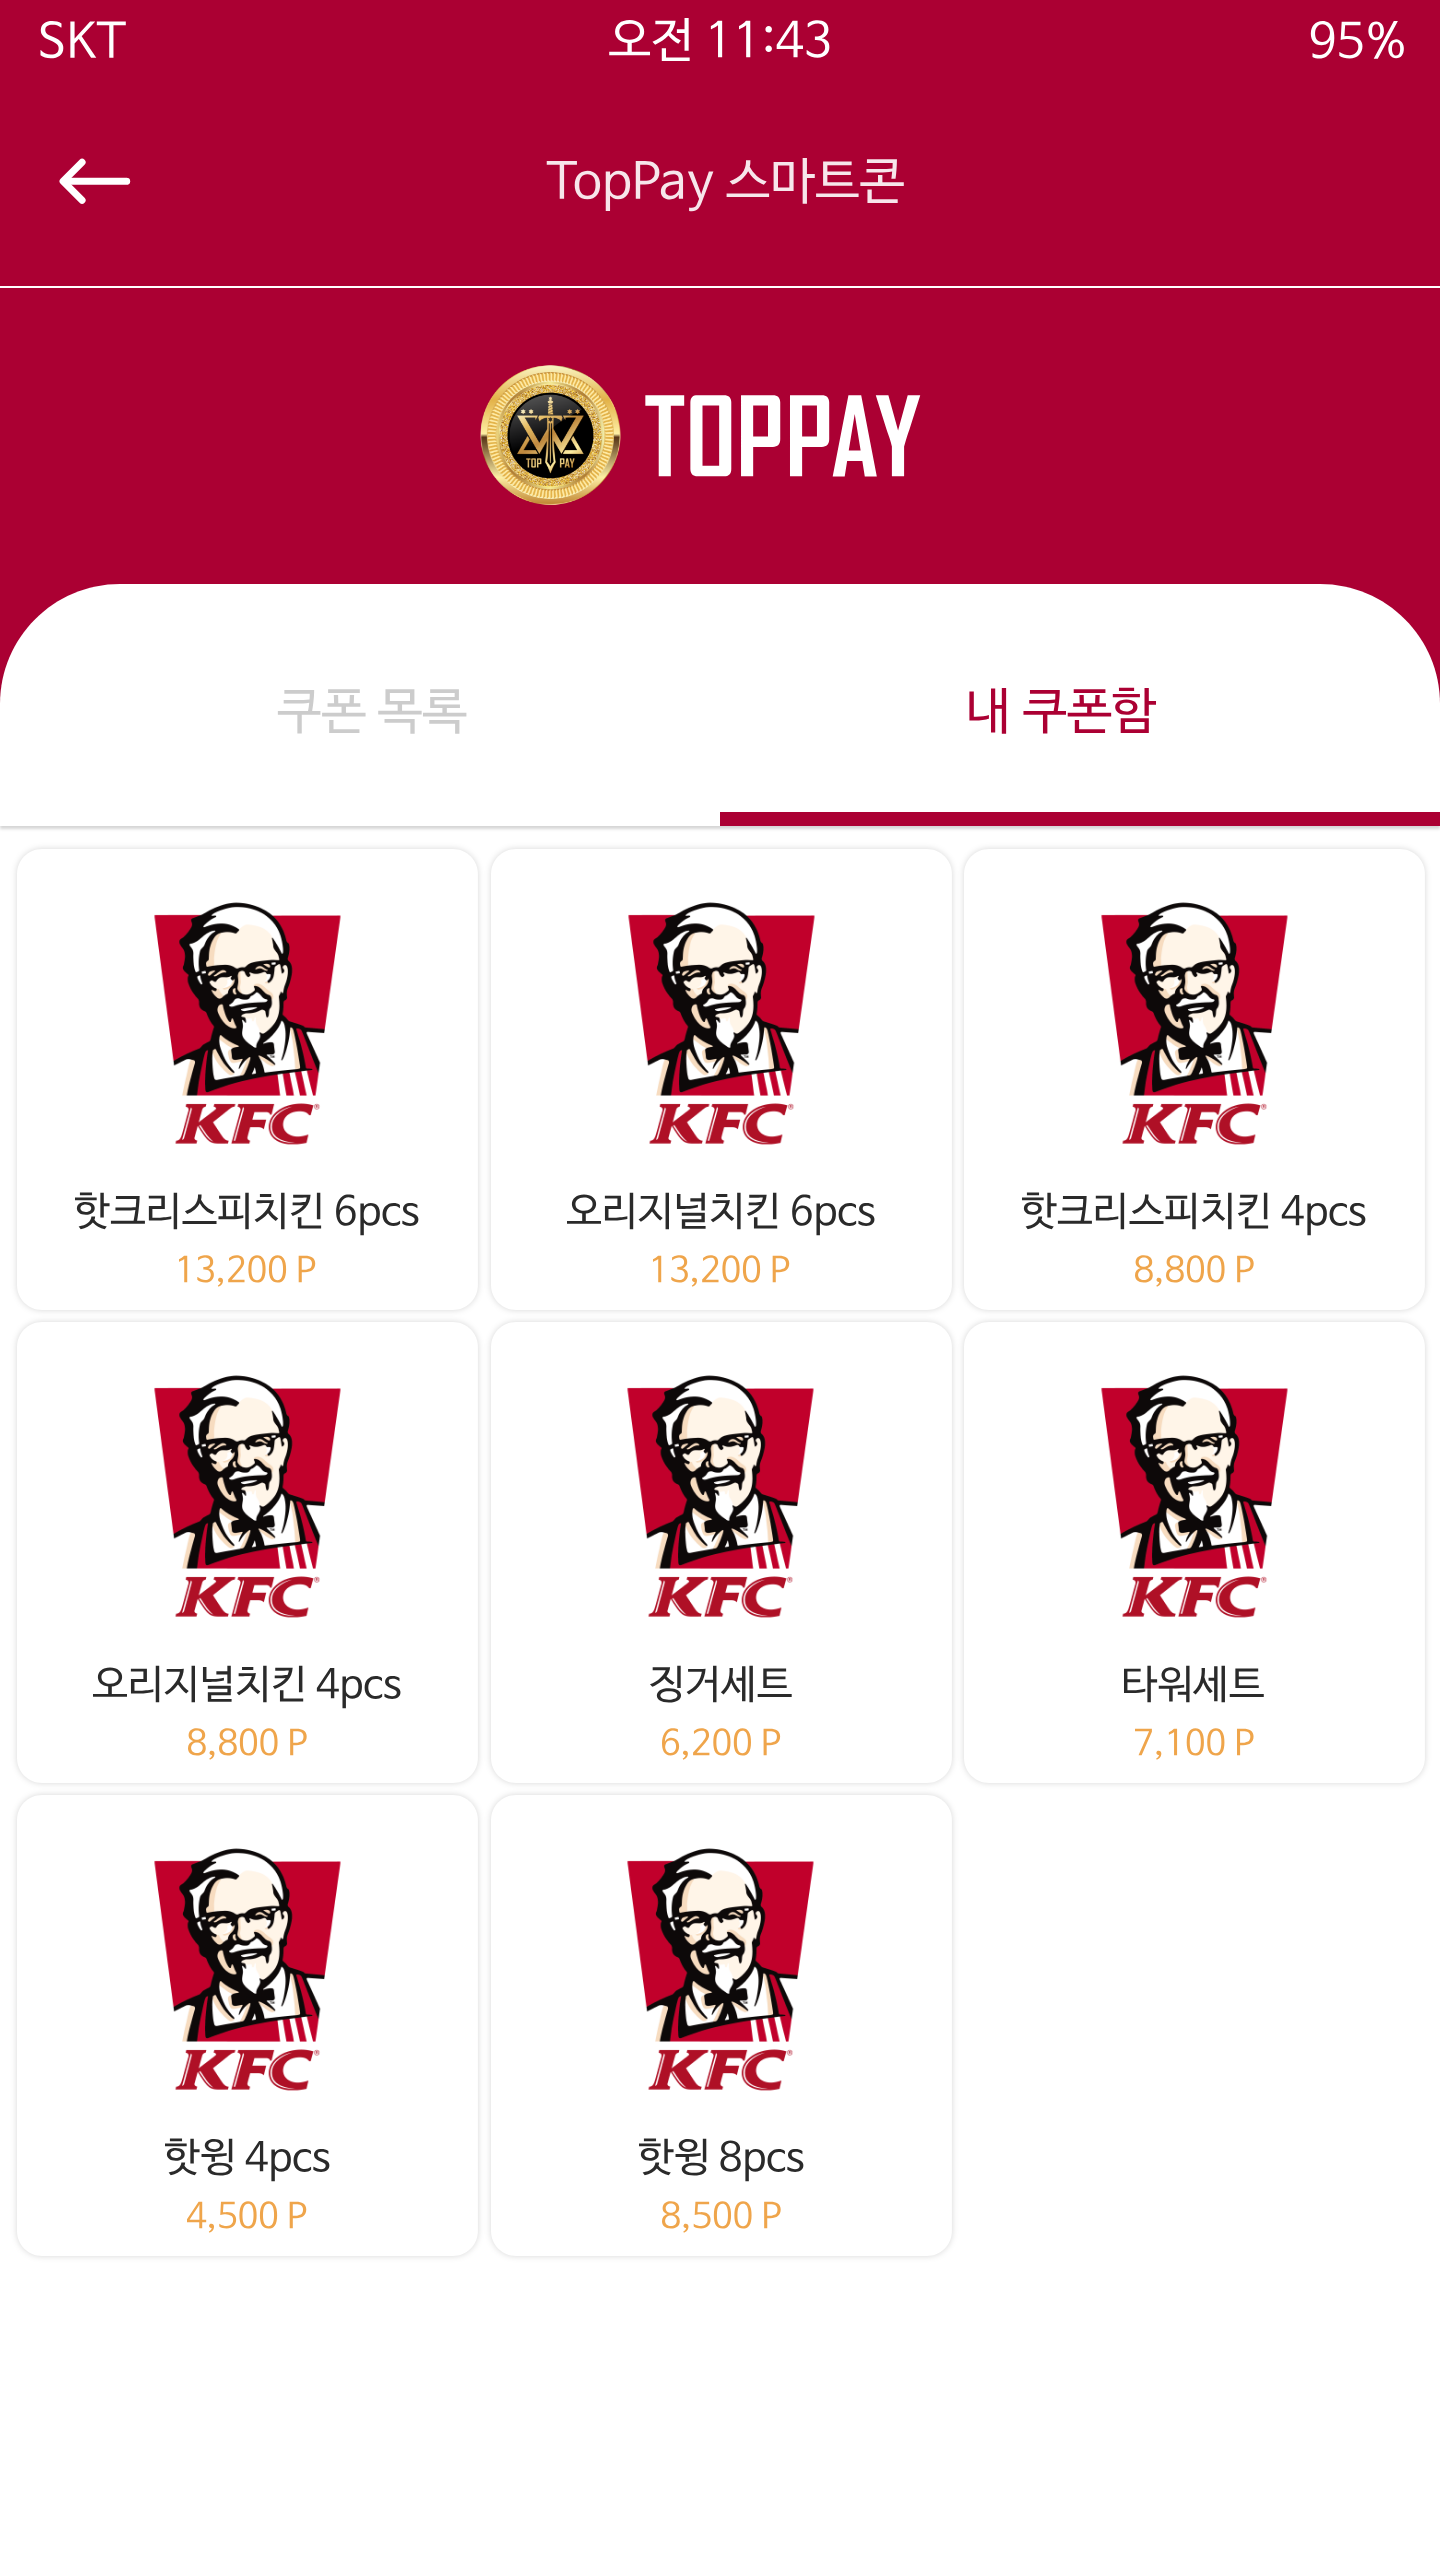 SKT 오전 11:43 95%
TopPay 스마트콘
TOP PAY
TOPPAY
쿠폰 목록 내 쿠폰함
KFC KFC KFC
핫크리스피치킨 6pcs 오리지널치킨 6pcs 핫크리스피치킨 4pcs
13,200 P 13,200 P 8,800 P
KFC KFC KFC
오리지널치킨 4pcs 징거세트 타워세트
8,800 P 6,200 P 7,100 P
KFC KFC
핫윙 4pcs 핫윙 8pcs
4,500 P 8,500 P